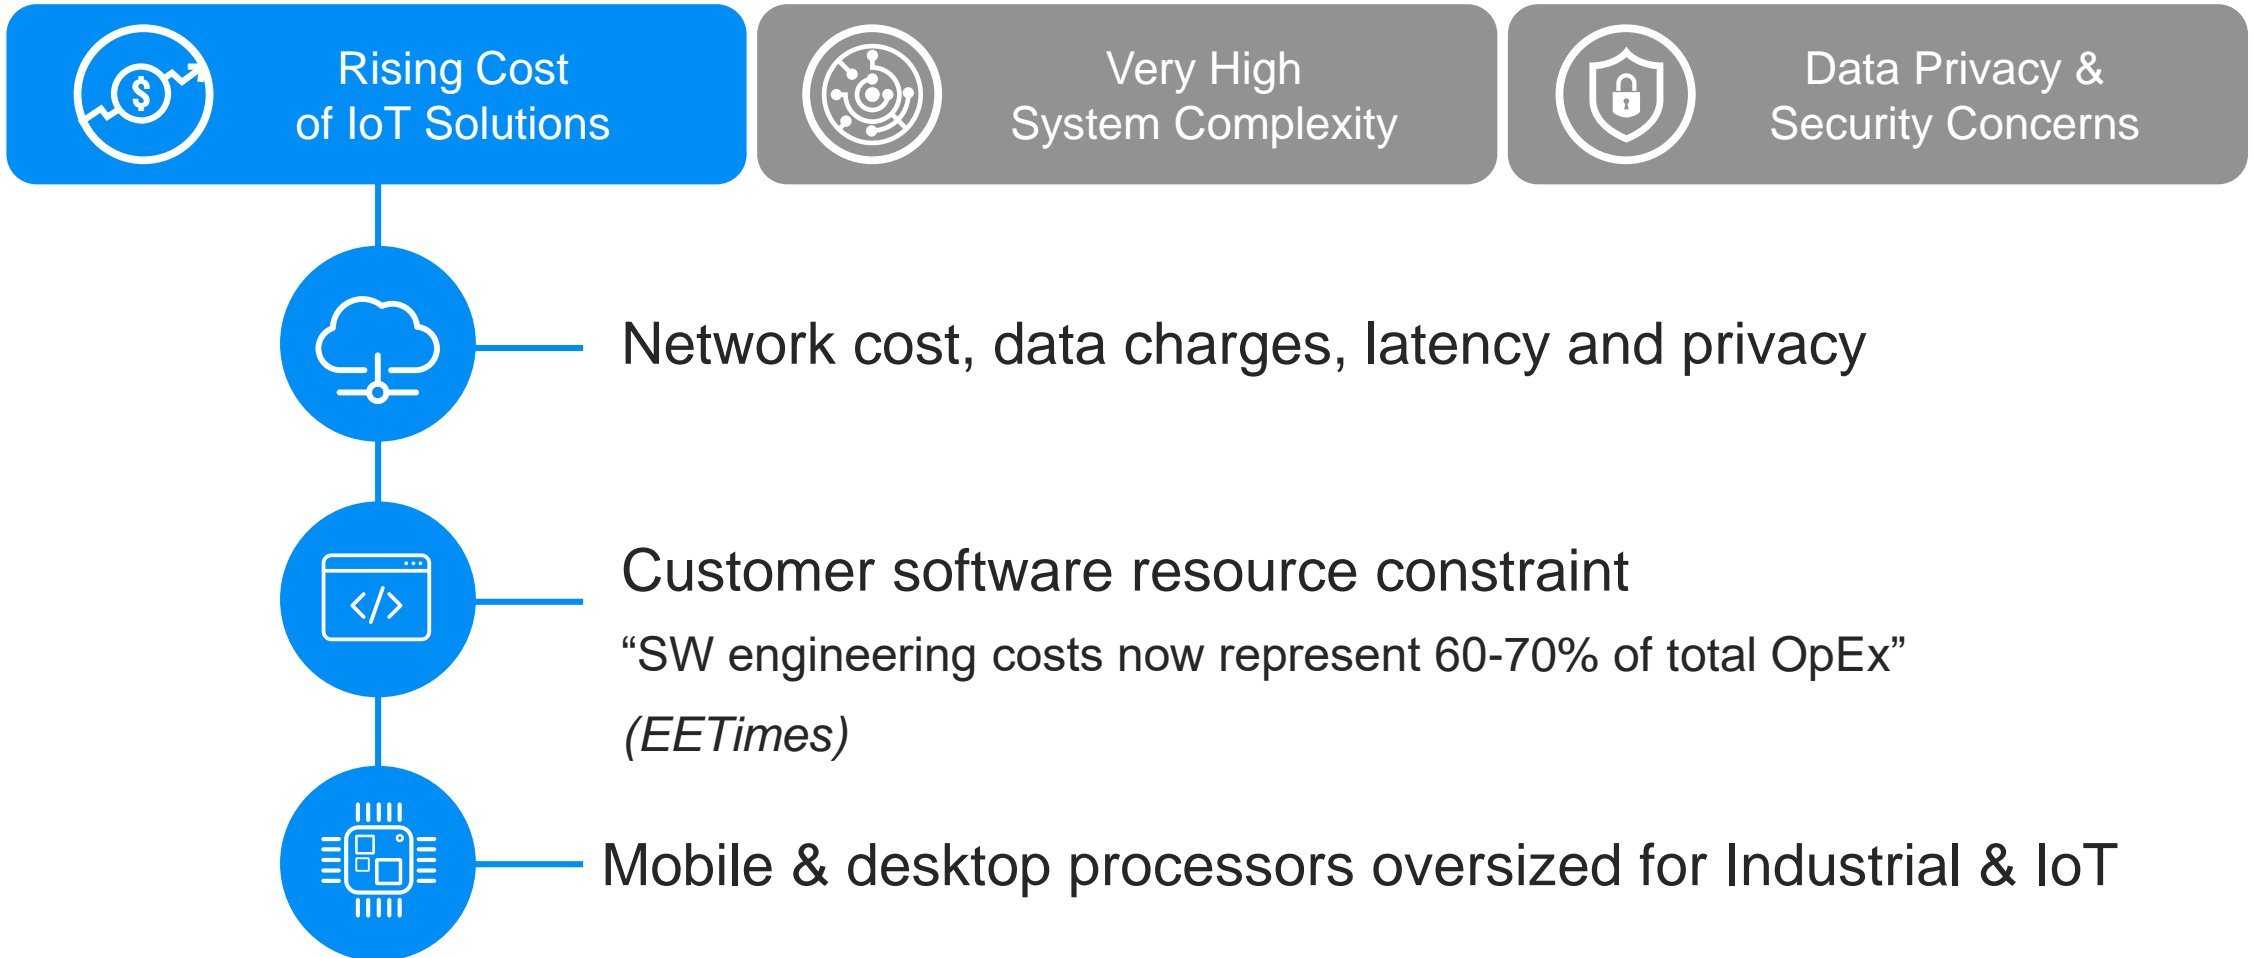 Rising Cost
of IoT Solutions
Very High
System Complexity
Data Privacy &
Security Concerns
Network cost, data charges, latency and privacy
Customer software resource constraint
“SW engineering costs now represent 60-70% of total OpEx”
(EETimes)
Mobile & desktop processors oversized for Industrial & IoT